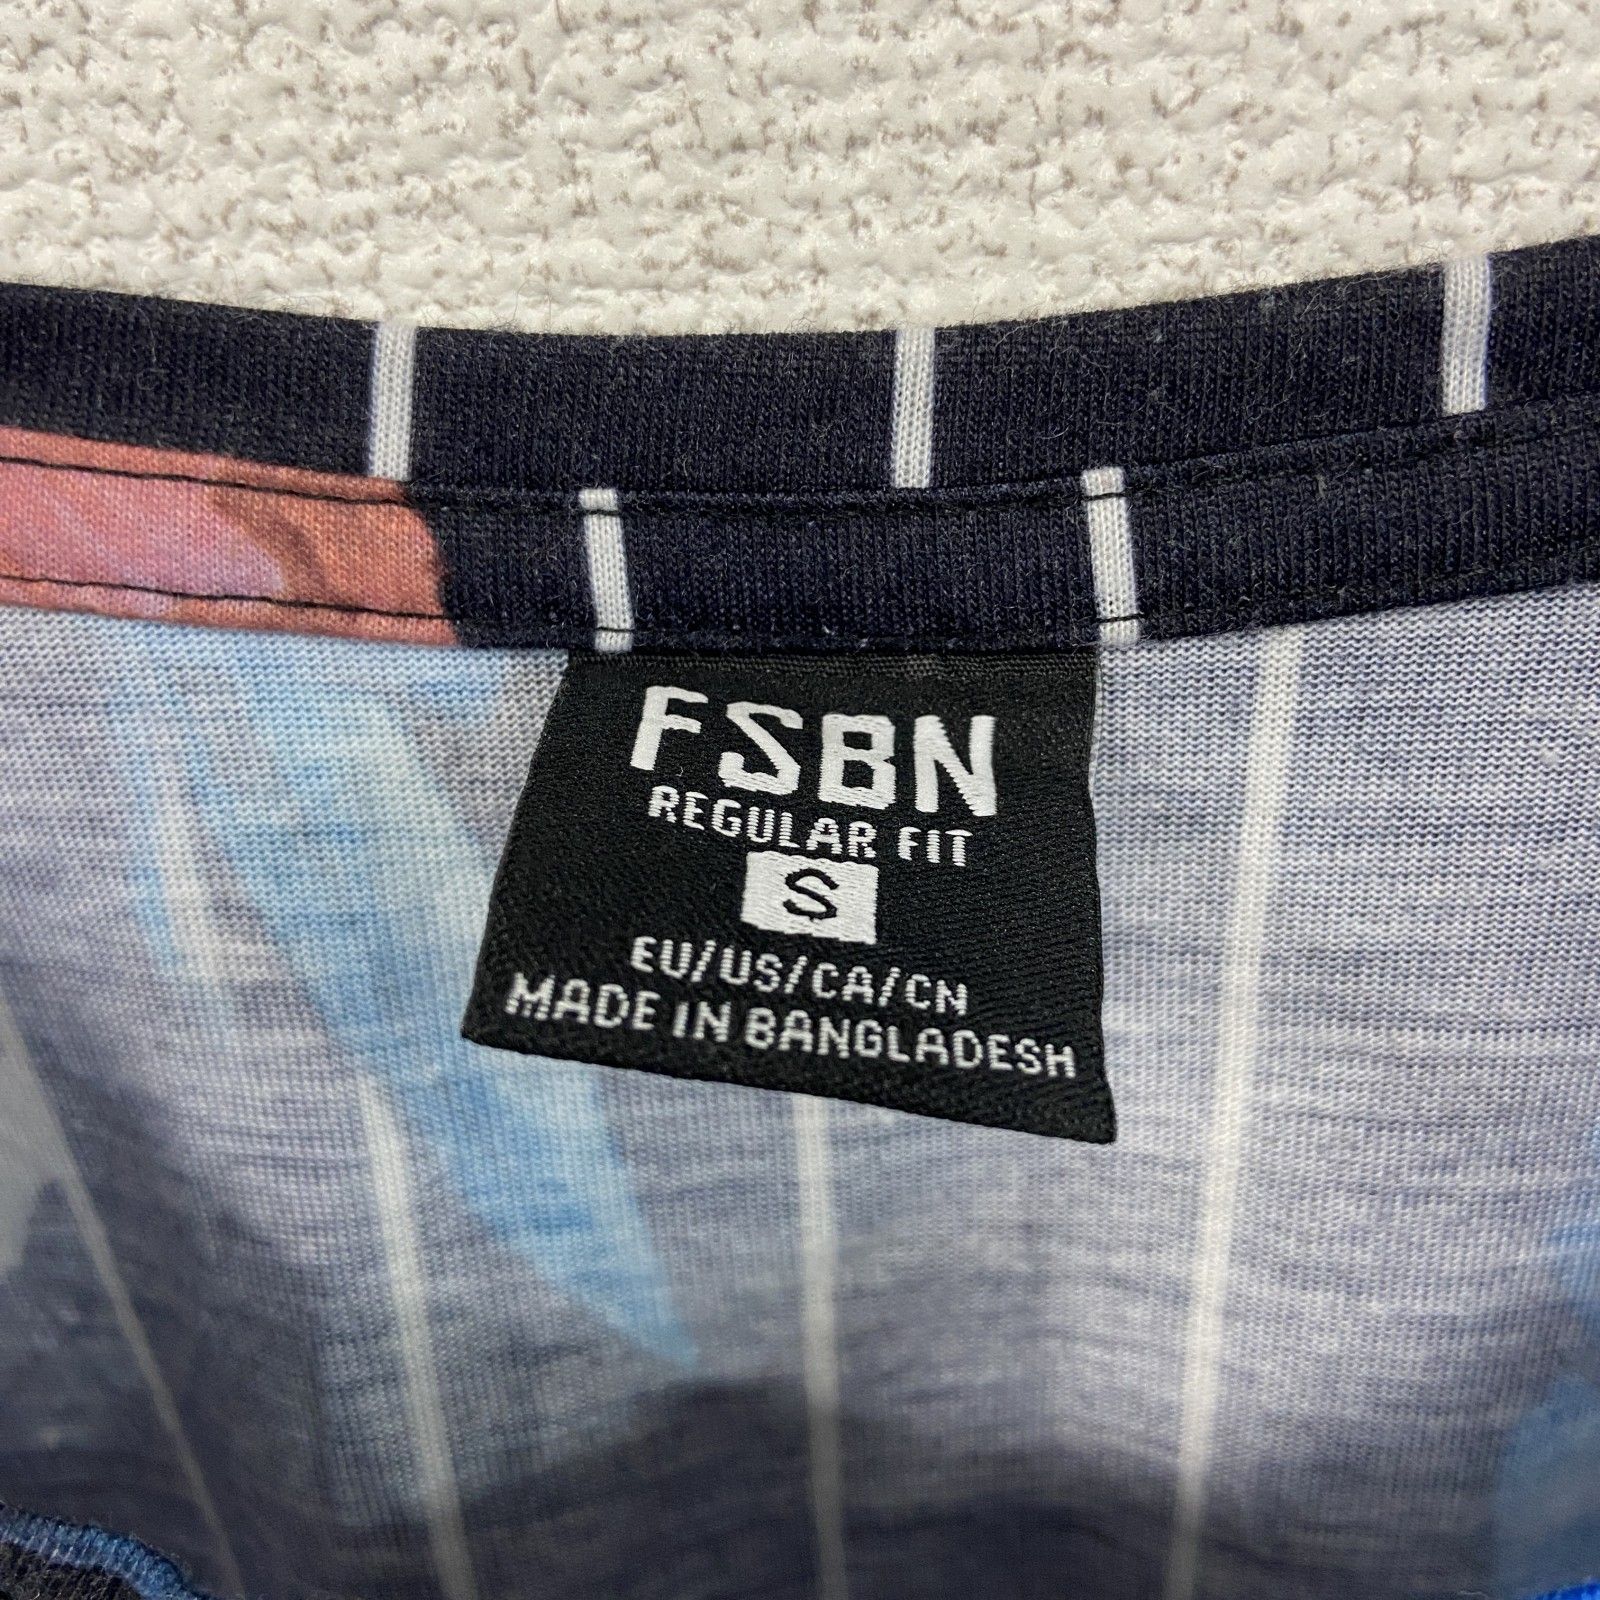 FSBN
REGULAR FIT
S
EU/US/CA/CN
MADE IN BANGLADESH